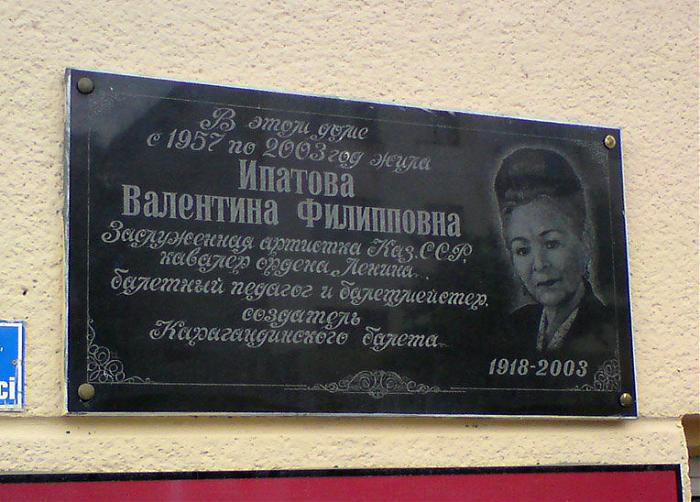 В этом доме
с 1957 по 2003 год жила
Ипатова
Валентина Филипповна
Заслуженная артистка Каз.ССР,
кавалер ордена Ленина,
балетный педагог и балетмейстер,
создатель
Карагандинского балета
1918-2003
сі